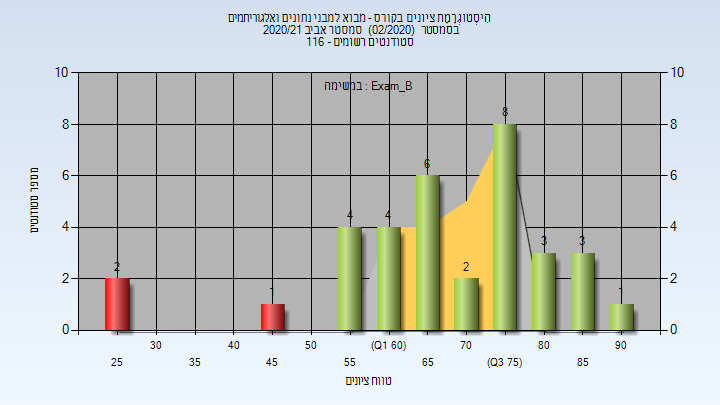 הִיסְטוֹגְרָמַת ציונים בקורס - מבוא למבני נתונים ואלגוריתמים
בסמסטר (02/2020) סמסטר אביב 2020/21
סטודנטים רשומים - 116
במשימה : Exam_B
מספר סטודנטים
10 10
8 8
6 6
4 4
2 2
0 0
2 1 4 4 6 2 8 3 3 1
30 40 50 (Q1 60) 70 80 90
25 35 45 55 65 (Q3 75) 85
טווח ציונים